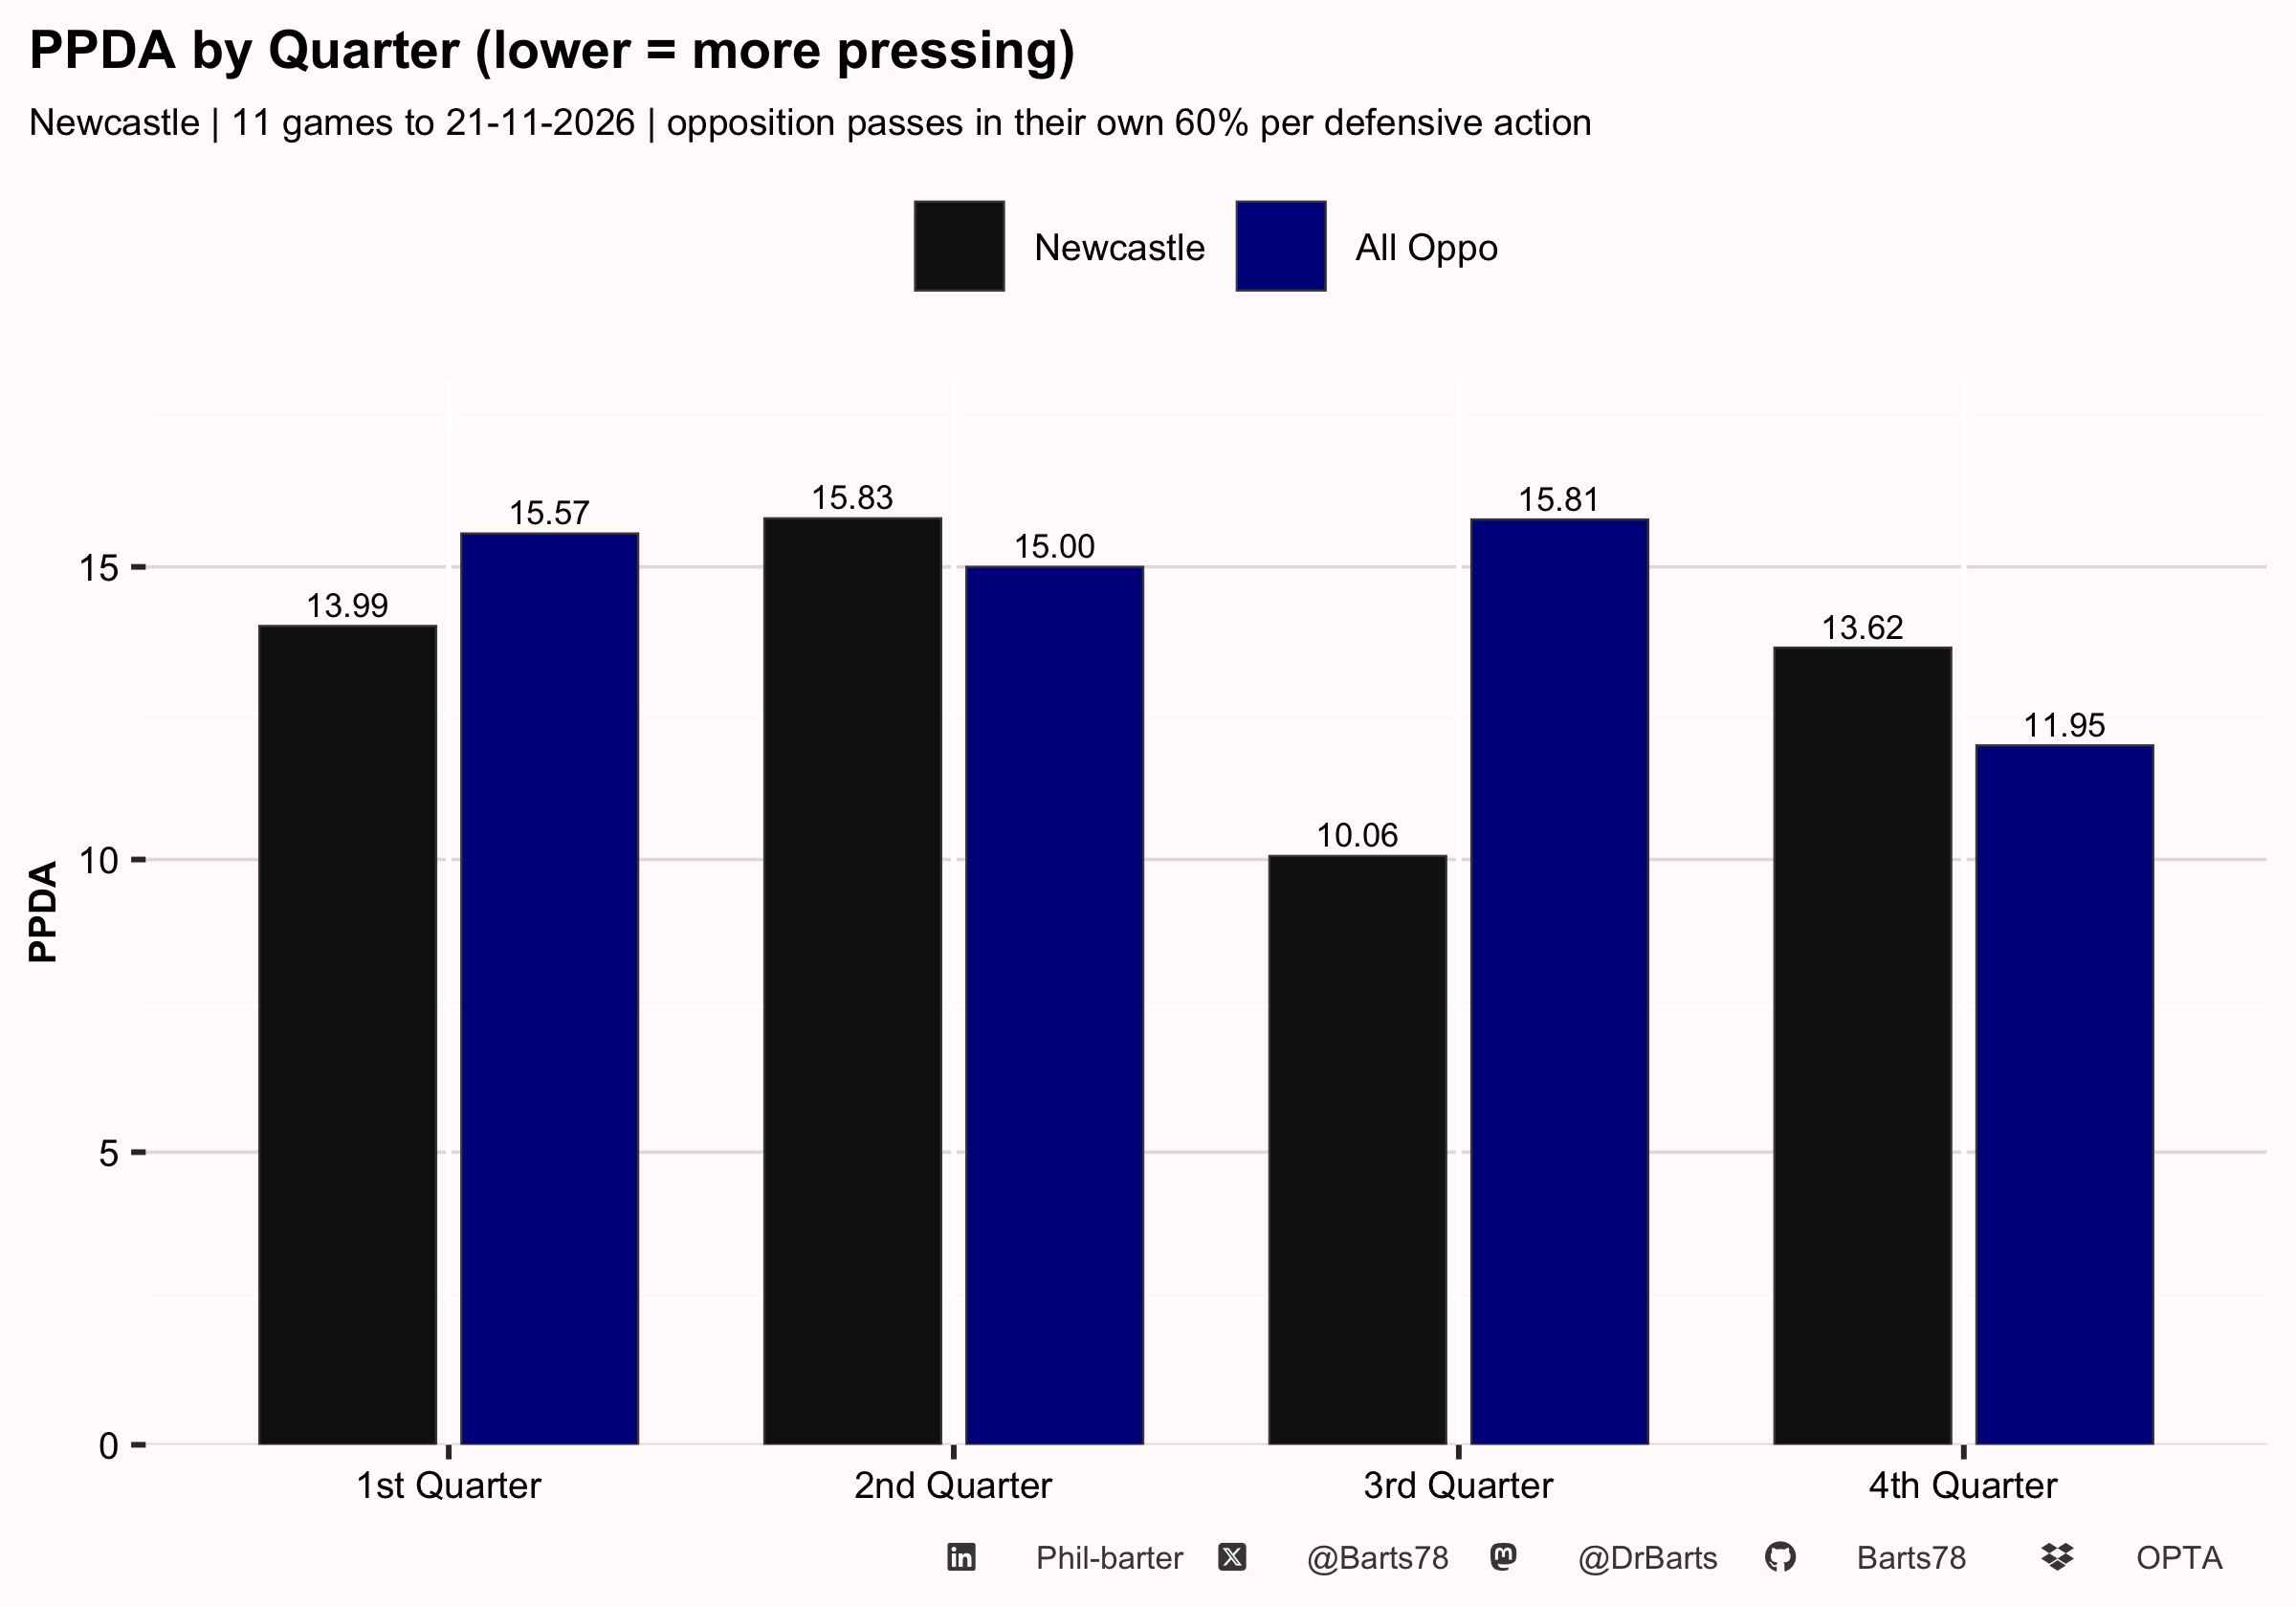 PPDA by Quarter (lower = more pressing)
Newcastle | 11 games to 21-11-2026 | opposition passes in their own 60% per defensive action
Newcastle All Oppo
15.57 15.83 15.00 15.81
13.99 13.62
11.95
10.06
15
10
5
0
PPDA
1st Quarter 2nd Quarter 3rd Quarter 4th Quarter
Phil-barter @Barts78 @DrBarts Barts78 OPTA